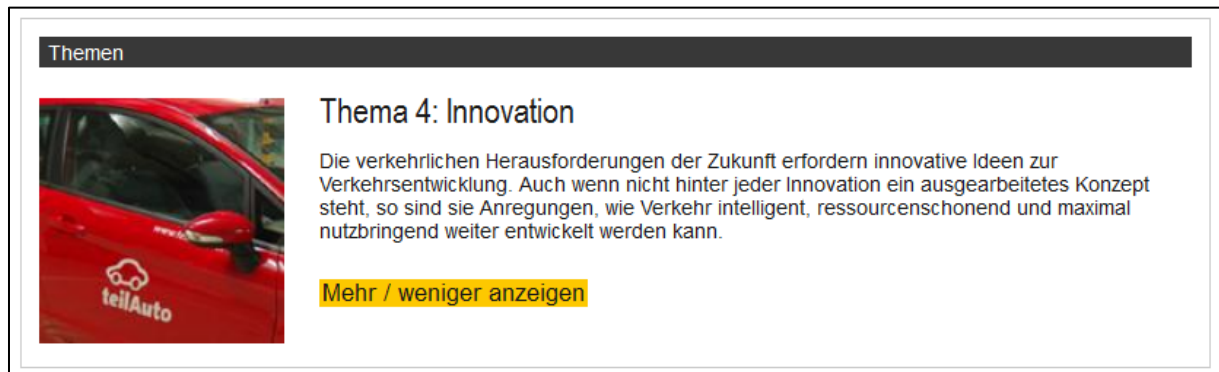 Themen
Thema 4: Innovation
Die verkehrlichen Herausforderungen der Zukunft erfordern innovative Ideen zur
Verkehrsentwicklung. Auch wenn nicht hinter jeder Innovation ein ausgearbeitetes Konzept
steht, so sind sie Anregungen, wie Verkehr intelligent, ressourcenschonend und maximal
nutzbringend weiter entwickelt werden kann.
Mehr / weniger anzeigen
teilAuto